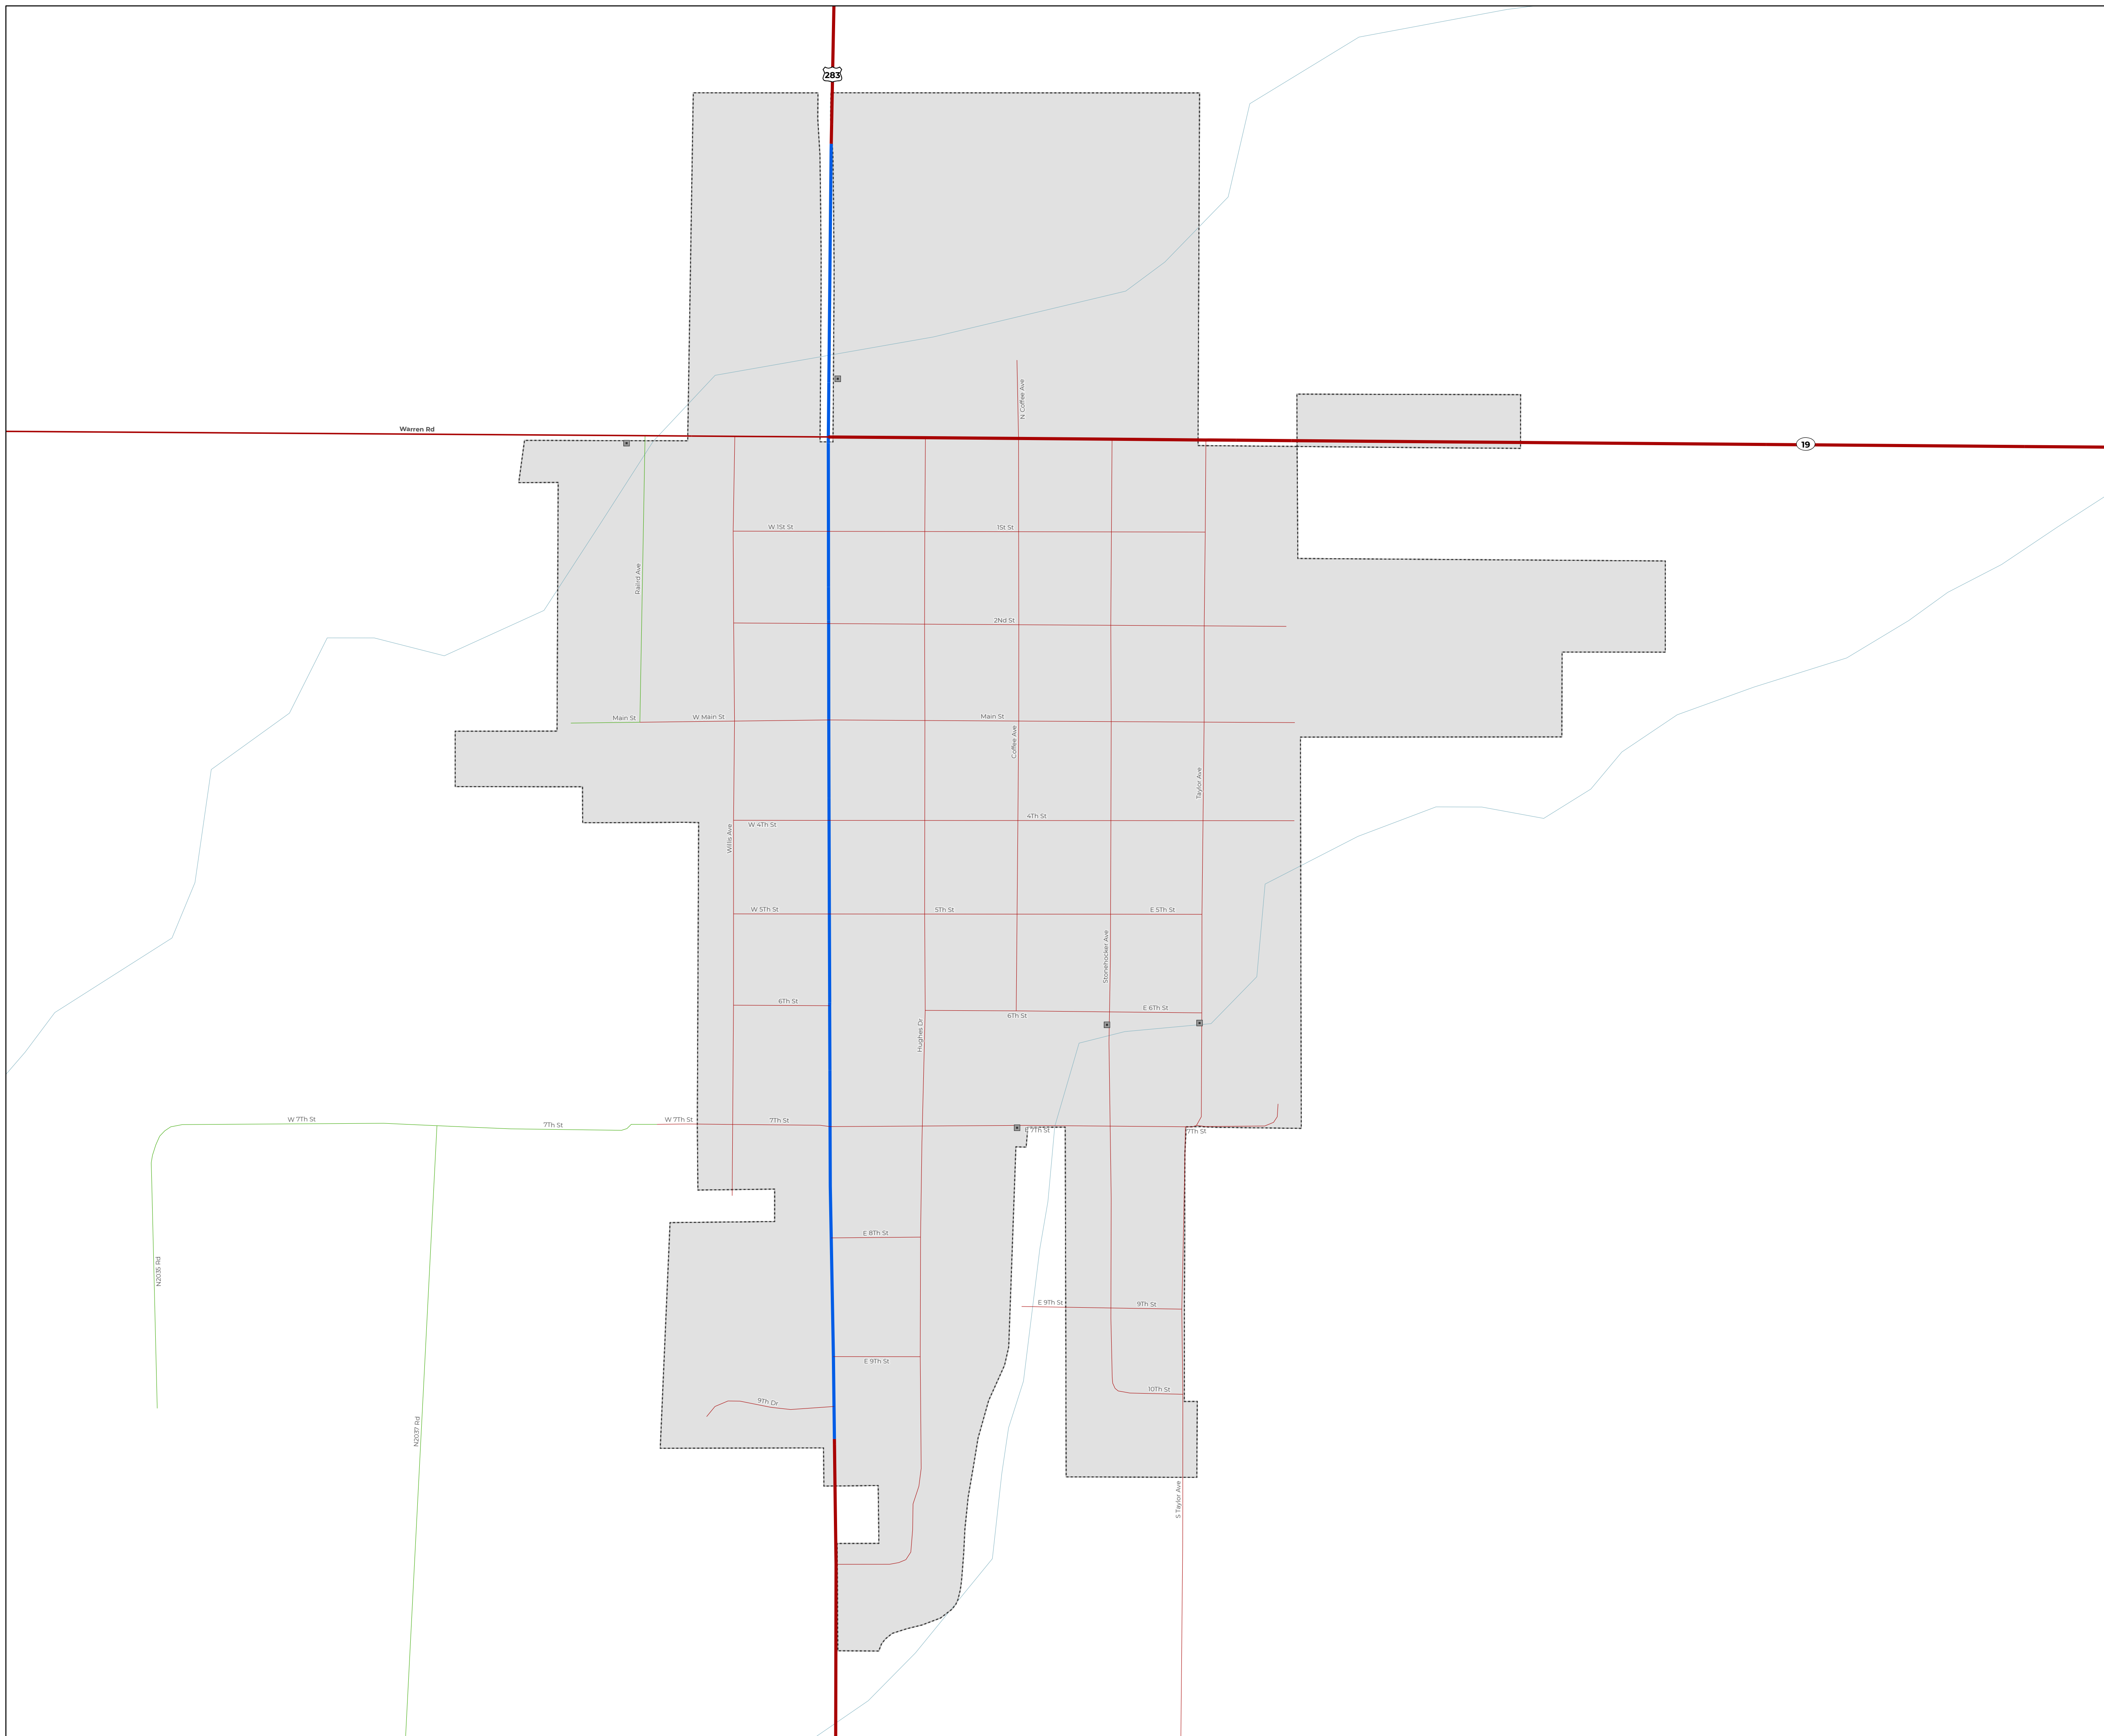 283
N. Coffee Ave
Warren Rd
19
W 1St St
1St St
Ralird Ave
2Nd St
Main St
W Main St
Main St
Coffee Ave
Taylor Ave
W 4Th St
4Th St
Willis Ave
W 5Th St
5Th St
E 5Th St
Stonehocker Ave
6Th St
6Th St
E 6Th St
Hughes Dr
W 7Th St
7Th St
W 7Th St
7Th St
E 7Th St
7Th St
E 8Th St
N2035 Rd
E 9Th St
9Th St
E 9Th St
10Th St
9Th Dr
N2037 Rd
S Taylor Ave